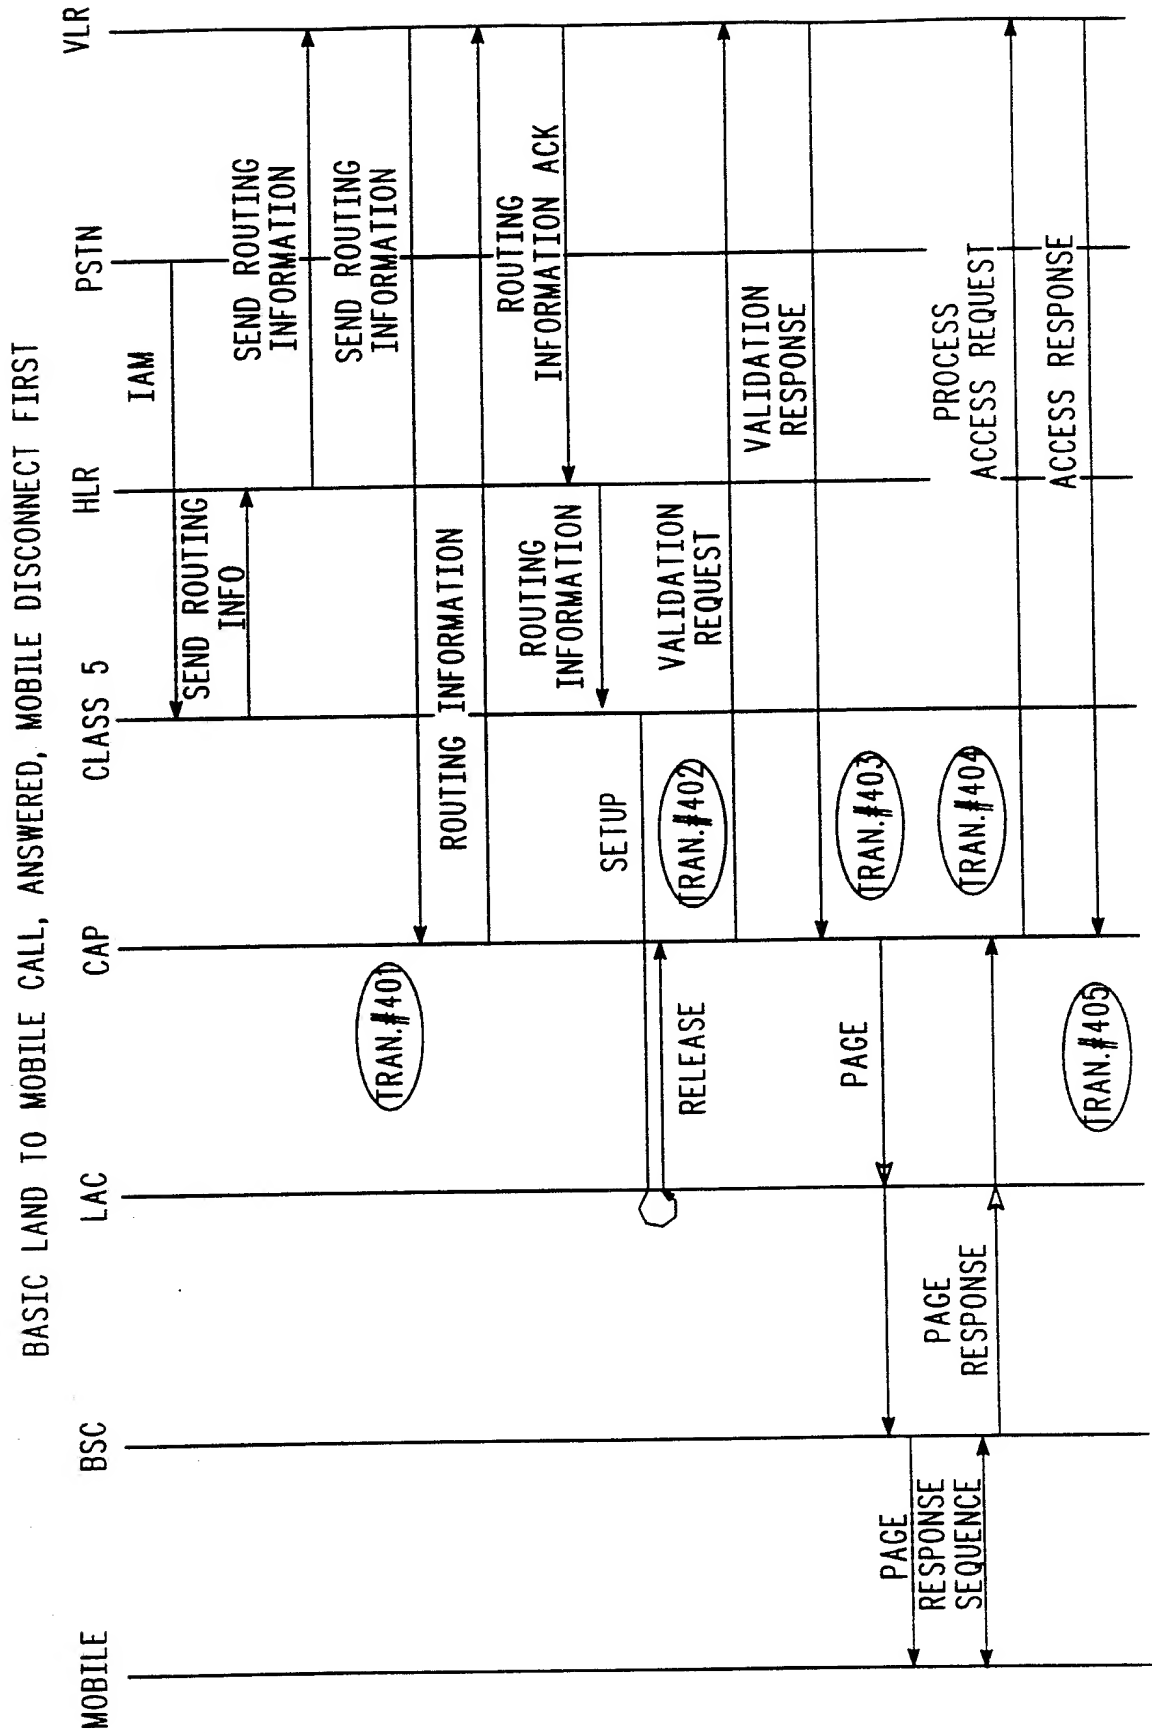 BASIC LAND TO MOBILE CALL, ANSWERED, MOBILE DISCONNECT FIRST
MOBILE
BSC
LAC
CAP
CLASS 5
HLR
PSTN
VLR
IAM
SEND ROUTING
INFO
SEND ROUTING
INFORMATION
SEND ROUTING
INFORMATION
TRAN.#401
ROUTING INFORMATION
ROUTING
INFORMATION ACK
ROUTING
INFORMATION
SETUP
RELEASE
TRAN.#402
VALIDATION
REQUEST
VALIDATION
RESPONSE
TRAN.#403
PAGE
PAGE
RESPONSE
SEQUENCE
PAGE
RESPONSE
TRAN.#404
PROCESS
ACCESS REQUEST
ACCESS RESPONSE
TRAN.#405